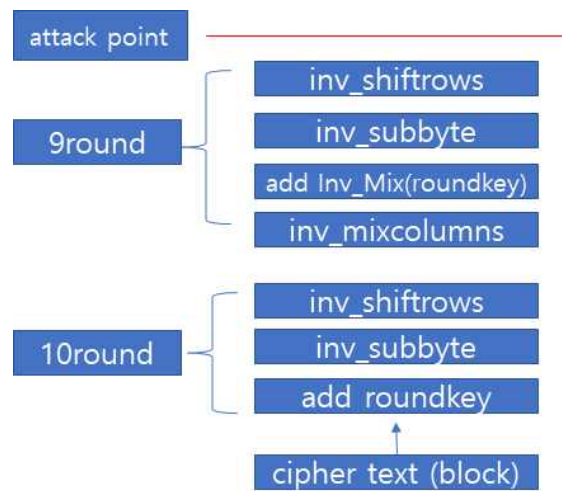 attack point
inv_shiftrows
9round
inv_subbyte
add Inv_Mix(roundkey)
inv_mixcolumns
inv_shiftrows
10round
inv_subbyte
add roundkey
cipher text (block)